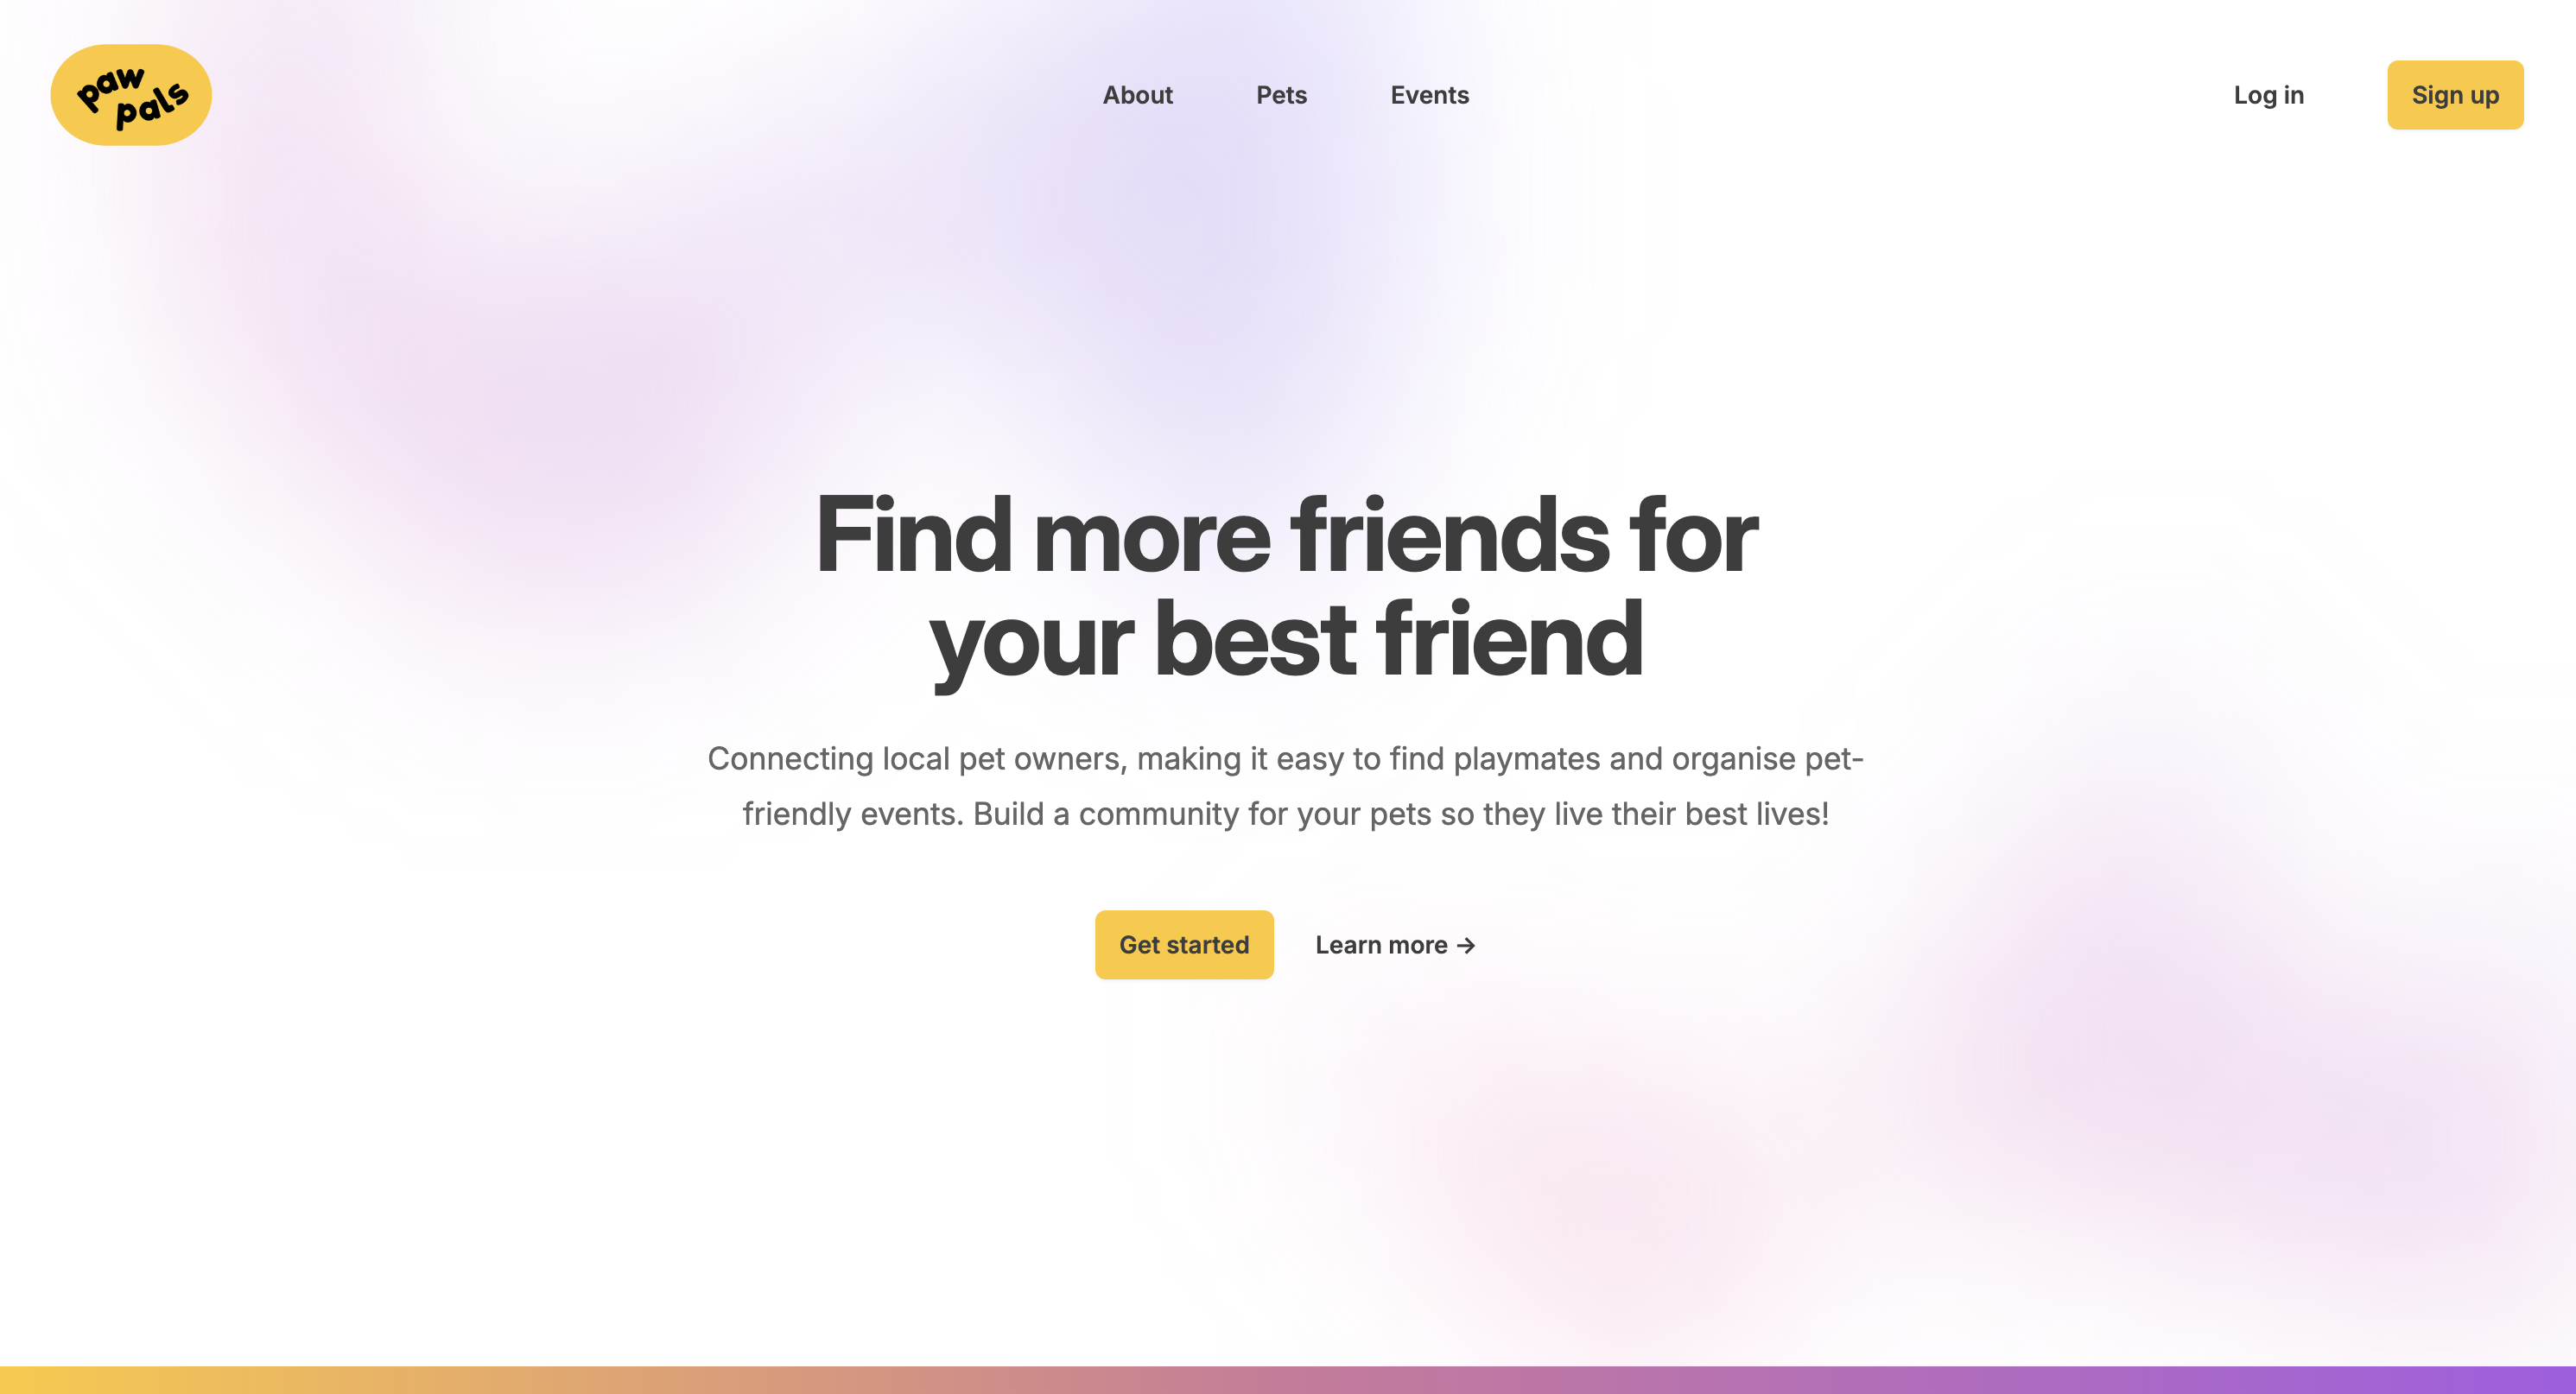 paw
pals
About Pets Events
Log in Sign up
Find more friends for
your best friend
Connecting local pet owners, making it easy to find playmates and organise pet-
friendly events. Build a community for your pets so they live their best lives!
Get started Learn more →